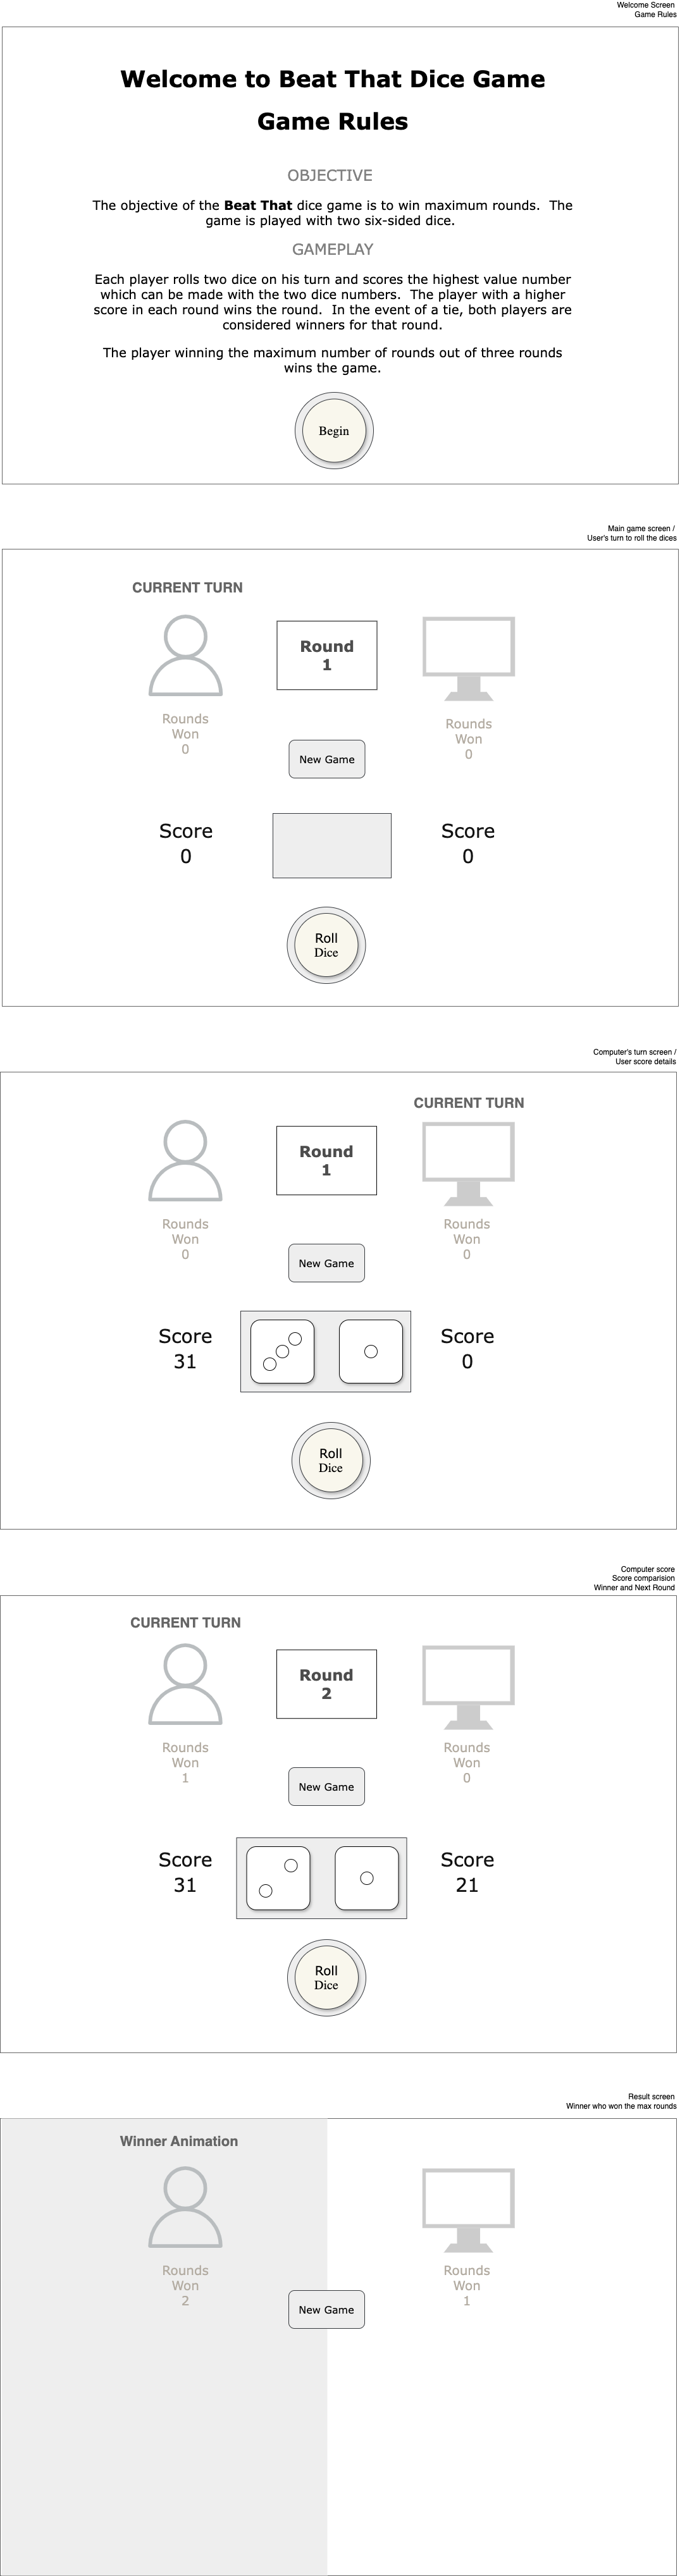 Welcome Screen
Game Rules
Welcome to Beat That Dice Game
Game Rules
OBJECTIVE
The objective of the Beat That dice game is to win maximum rounds.  The
game is played with two six-sided dice.
GAMEPLAY
Each player rolls two dice on his turn and scores the highest value number
which can be made with the two dice numbers.  The player with a higher
score in each round wins the round.  In the event of a tie, both players are
considered winners for that round.
The player winning the maximum number of rounds out of three rounds
wins the game.
Begin
Main game screen /
User's turn to roll the dices
CURRENT TURN
Round
1
Rounds
Won
0
Rounds
Won
0
New Game
Score
0
Score
0
Roll
Dice
Computer's turn screen /
User score details
CURRENT TURN
Round
1
Rounds
Won
0
Rounds
Won
0
New Game
Score
31
Score
0
Roll
Dice
Computer score
Score comparision
Winner and Next Round
CURRENT TURN
Round
2
Rounds
Won
1
Rounds
Won
0
New Game
Score
31
Score
21
Roll
Dice
Result screen
Winner who won the max rounds
Winner Animation
Rounds
Won
2
Rounds
Won
1
New Game